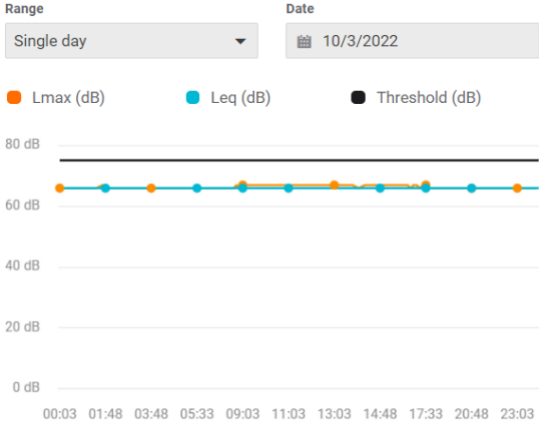 Range Date
Single day 10/3/2022
Lmax (dB) Leq (dB) Threshold (dB)
80 dB
60 dB
40 dB
20 dB
0 dB
00:03 01:48 03:48 05:33 09:03 11:03 13:03 14:48 17:33 20:48 23:03